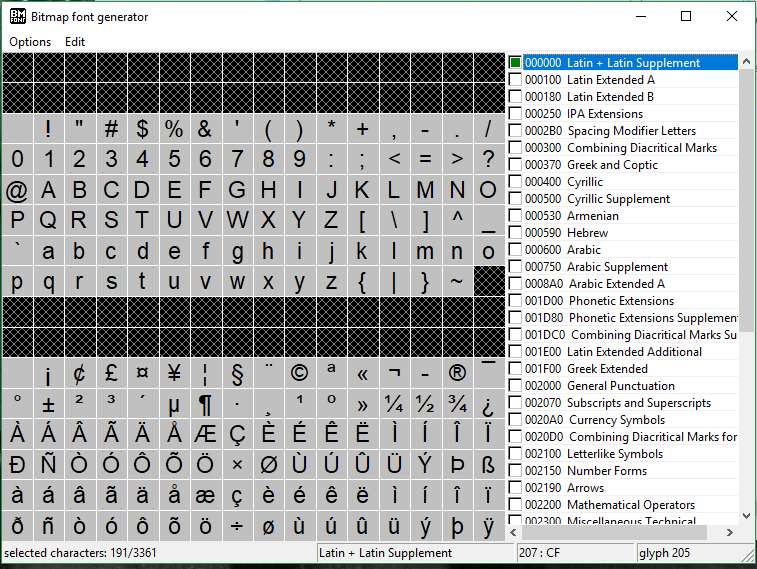 BM FONT Bitmap font generator
Options Edit
! " # $ % & ' ( ) * + , - . /
0 1 2 3 4 5 6 7 8 9 : ; < = > ?
@ A B C D E F G H I J K L M N O
P Q R S T U V W X Y Z [ \ ] ^ _
` a b c d e f g h i j k l m n o
p q r s t u v w x y z { | } ~
¡ ¢ £ ¤ ¥ ¦ § ¨ © ª « ¬ - ® ¯
° ± ² ³ ´ µ ¶ · ¸ ¹ º » ¼ ½ ¾ ¿
À Á Â Ã Ä Å Æ Ç È É Ê Ë Ì Í Î Ï
Ð Ñ Ò Ó Ô Õ Ö × Ø Ù Ú Û Ü Ý Þ ß
à á â ã ä å æ ç è é ê ë ì í î ï
ð ñ ò ó ô õ ö ÷ ø ù ú û ü ý þ ÿ
000000 Latin + Latin Supplement
000100 Latin Extended A
000180 Latin Extended B
000250 IPA Extensions
0002B0 Spacing Modifier Letters
000300 Combining Diacritical Marks
000370 Greek and Coptic
000400 Cyrillic
000500 Cyrillic Supplement
000530 Armenian
000590 Hebrew
000600 Arabic
000750 Arabic Supplement
0008A0 Arabic Extended A
001D00 Phonetic Extensions
001D80 Phonetic Extensions Supplement
001DC0 Combining Diacritical Marks Su
001E00 Latin Extended Additional
001F00 Greek Extended
002000 General Punctuation
002070 Subscripts and Superscripts
0020A0 Currency Symbols
0020D0 Combining Diacritical Marks for
002100 Letterlike Symbols
002150 Number Forms
002190 Arrows
002200 Mathematical Operators
002300 Miscellaneous Technical
selected characters: 191/3361
Latin + Latin Supplement
207 : CF
glyph 205